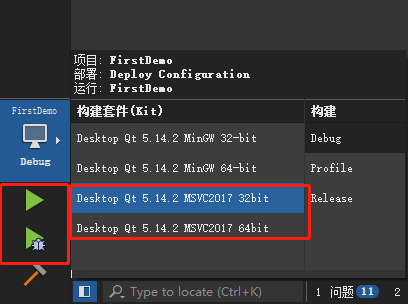 项目: FirstDemo
部署: Deploy Configuration
运行: FirstDemo
FirstDemo
Debug
构建套件(Kit)
Desktop Qt 5.14.2 MinGW 32-bit
Desktop Qt 5.14.2 MinGW 64-bit
Desktop Qt 5.14.2 MSVC2017 32bit
Desktop Qt 5.14.2 MSVC2017 64bit
构建
Debug
Profile
Release
Type to locate (Ctrl+K)
1 问题 11 2